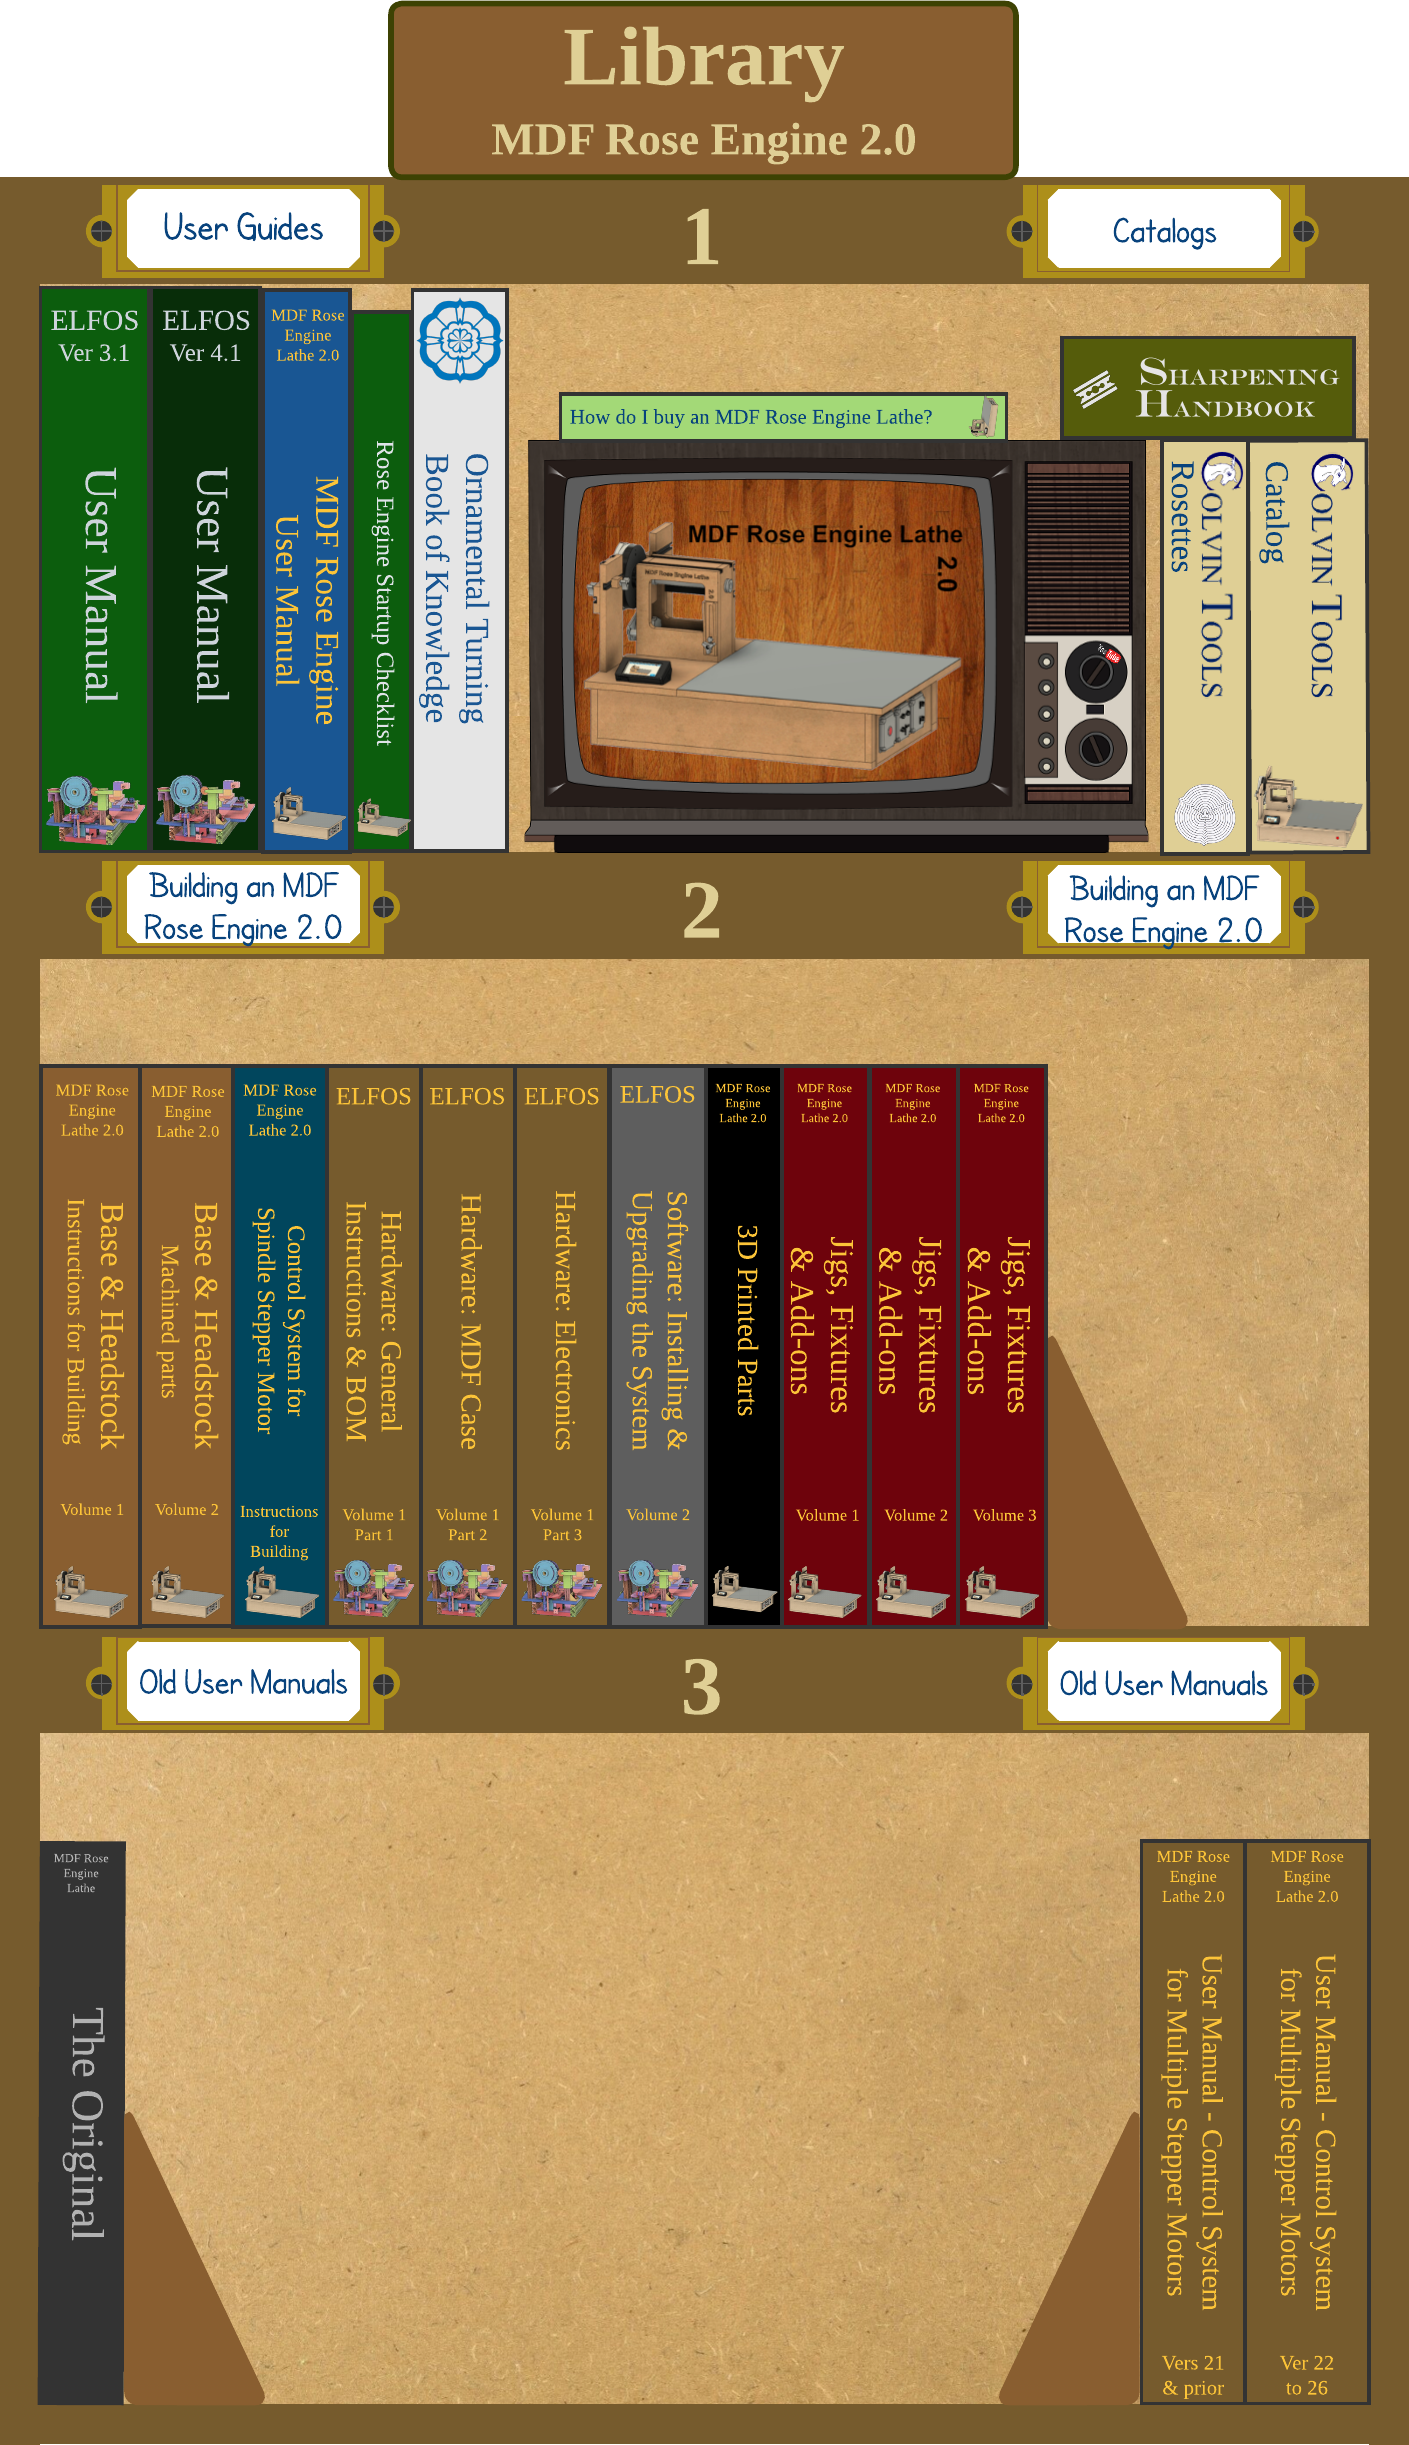 Library
MDF Rose Engine 2.0
User Guides
1
Catalogs
ELFOS
Ver 3.1
User Manual
ELFOS
Ver 4.1
User Manual
MDF Rose
Engine
Lathe 2.0
MDF Rose Engine
User Manual
Rose Engine Startup Checklist
Ornamental Turning
Book of Knowledge
How do I buy an MDF Rose Engine Lathe?
MDF Rose Engine Lathe
2.0
MDF Rose Engine Lathe
2.0
You Tube
Sharpening
Handbook
Colvin Tools
Rosettes
Colvin Tools
Catalog
Building an MDF
Rose Engine 2.0
2
Building an MDF
Rose Engine 2.0
MDF Rose
Engine
Lathe 2.0
Base & Headstock
Instructions for Building
Volume 1
MDF Rose
Engine
Lathe 2.0
Base & Headstock
Machined parts
Volume 2
MDF Rose
Engine
Lathe 2.0
Control System for
Spindle Stepper Motor
Instructions
for
Building
ELFOS
Hardware: General
Instructions & BOM
Volume 1
Part 1
ELFOS
Hardware: MDF Case
Volume 1
Part 2
ELFOS
Hardware: Electronics
Volume 1
Part 3
ELFOS
Software: Installing &
Upgrading the System
Volume 2
MDF Rose
Engine
Lathe 2.0
3D Printed Parts
MDF Rose
Engine
Lathe 2.0
Jigs, Fixtures
& Add-ons
Volume 1
MDF Rose
Engine
Lathe 2.0
Jigs, Fixtures
& Add-ons
Volume 2
MDF Rose
Engine
Lathe 2.0
Jigs, Fixtures
& Add-ons
Volume 3
Old User Manuals
3
Old User Manuals
MDF Rose
Engine
Lathe
The Original
MDF Rose
Engine
Lathe 2.0
User Manual - Control System
for Multiple Stepper Motors
Vers 21
& prior
MDF Rose
Engine
Lathe 2.0
User Manual - Control System
for Multiple Stepper Motors
Ver 22
to 26